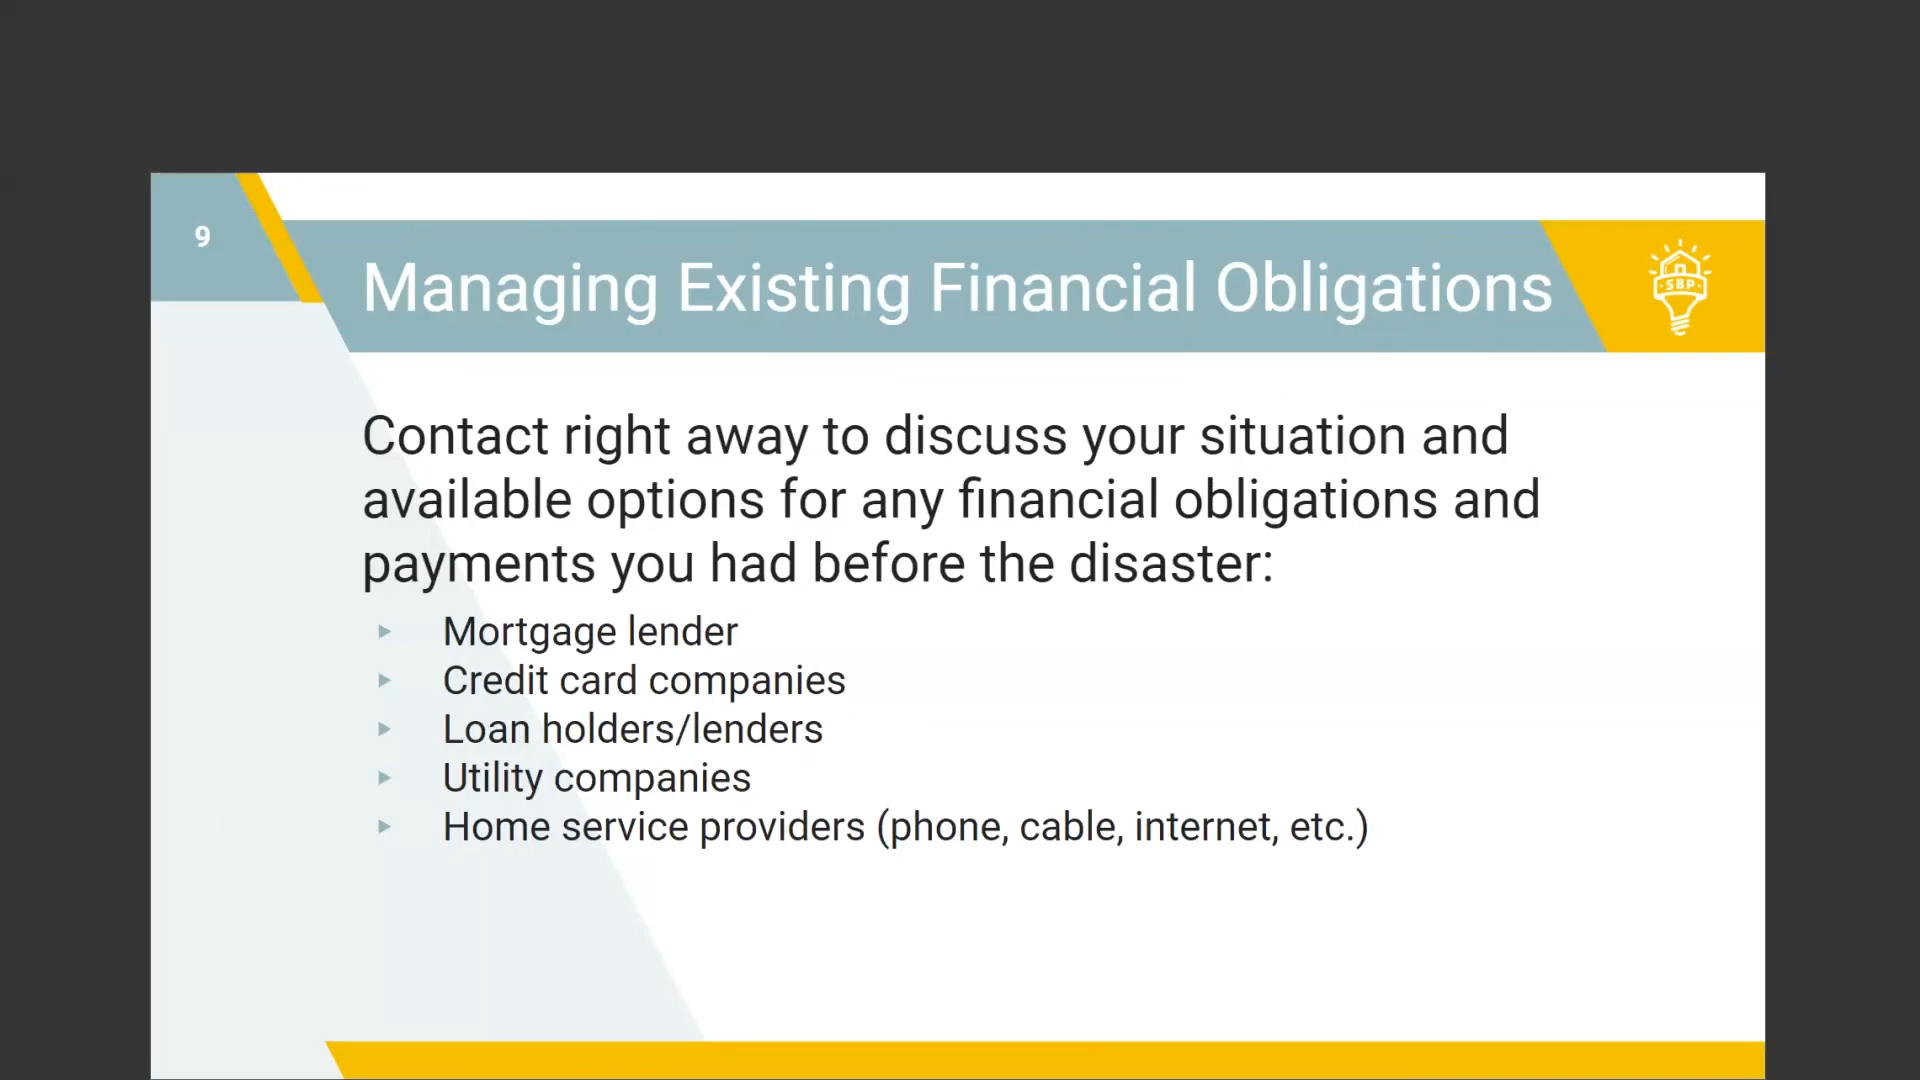 9
Managing Existing Financial Obligations
SBP
Contact right away to discuss your situation and
available options for any financial obligations and
payments you had before the disaster:
Mortgage lender
Credit card companies
Loan holders/lenders
Utility companies
Home service providers (phone, cable, internet, etc.)